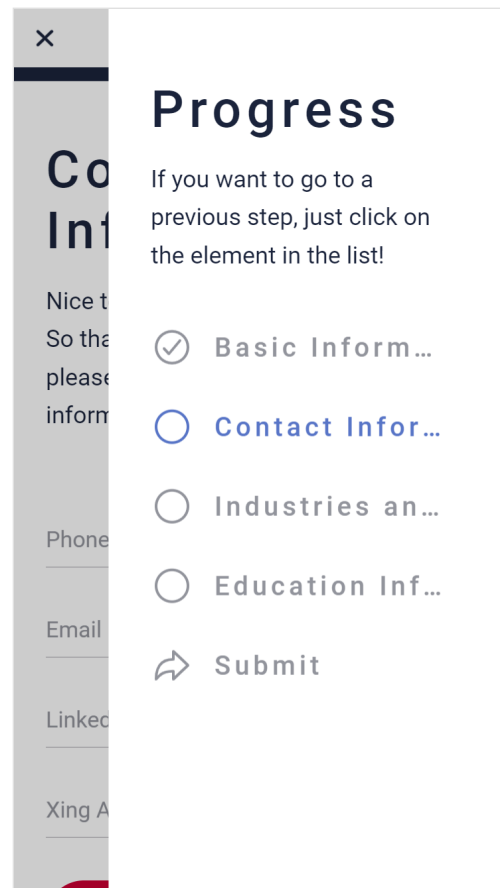 Progress
If you want to go to a
previous step, just click on
the element in the list!
Basic Inform...
Contact Infor...
Industries an...
Education Inf...
Submit
Co
Inf
Nice t
So tha
please
inform
Phone
Email
Linked
Xing A